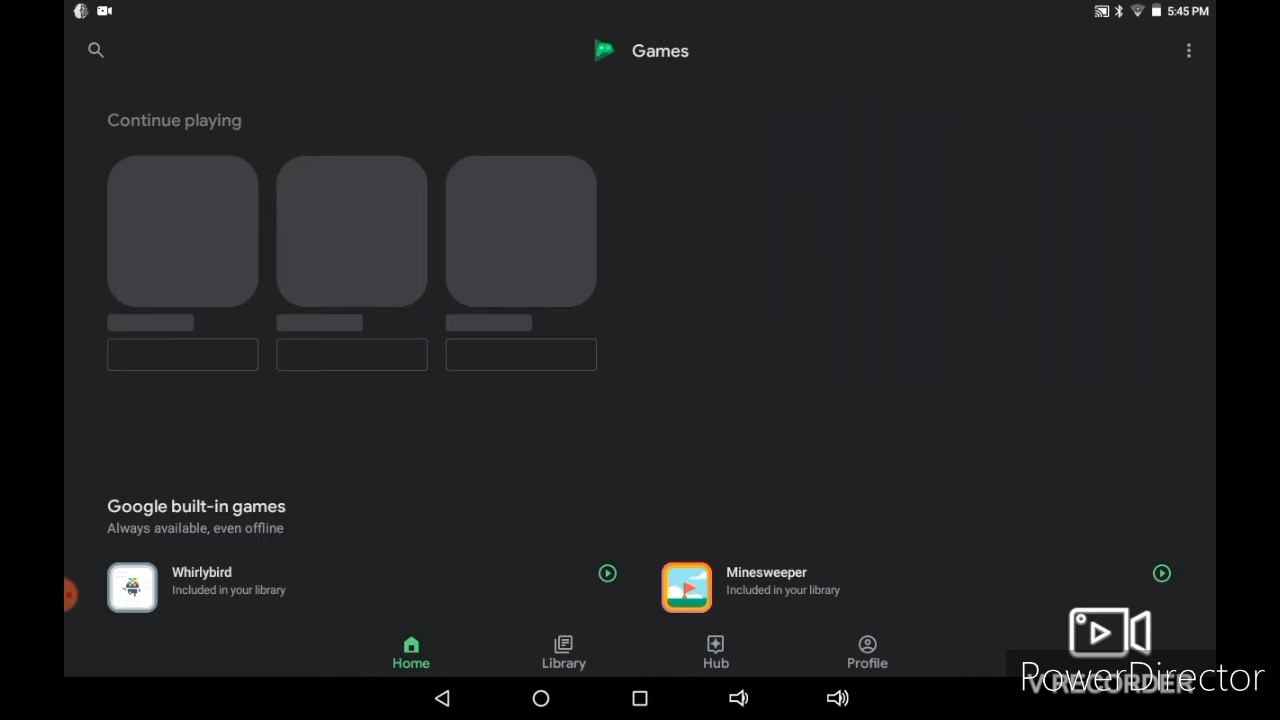 5:45 PM
Games
Continue playing
Google built-in games
Always available, even offline
Whirlybird
Included in your library
Minesweeper
Included in your library
Home
Library
Hub
Profile
V RECORDER
PowerDirector